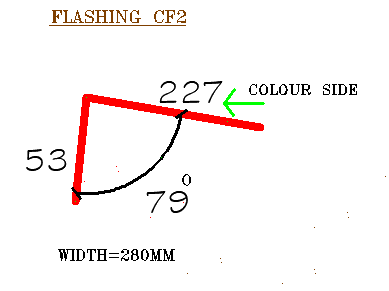 FLASHING CF2
227
COLOUR SIDE
53
79°
WIDTH=280MM